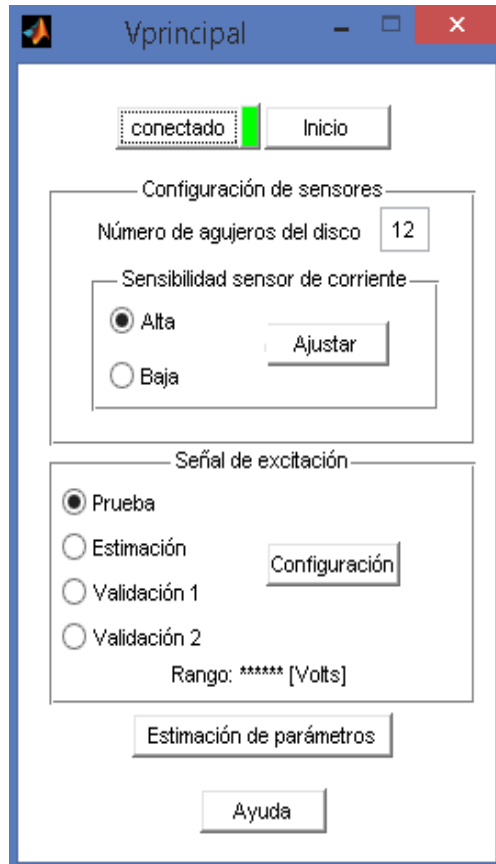 Vprincipal
conectado Inicio
Configuración de sensores
Número de agujeros del disco 12
Sensibilidad sensor de corriente
Alta
Ajustar
Baja
Señal de excitación
Prueba
Estimación
Configuración
Validación 1
Validación 2
Rango: ****** [Volts]
Estimación de parámetros
Ayuda